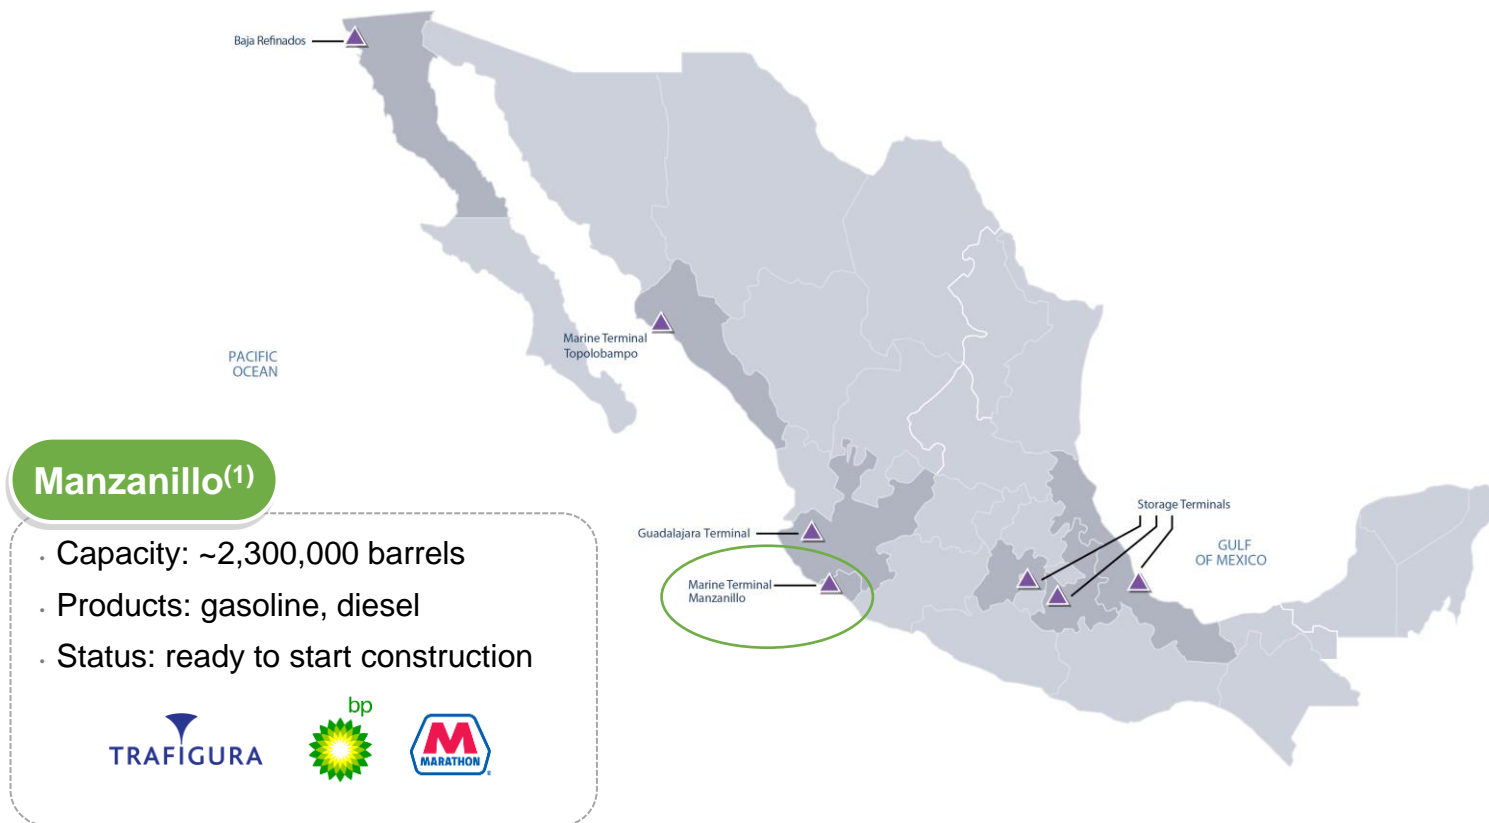 Baja Refinados
Marine Terminal
Topolobampo
PACIFIC
OCEAN
Manzanillo(1)
· Capacity: ~2,300,000 barrels
· Products: gasoline, diesel
· Status: ready to start construction
TRAFIGURA
bp
M
MARATHON
Guadalajara Terminal
Marine Terminal
Manzanillo
Storage Terminals
GULF
OF MEXICO